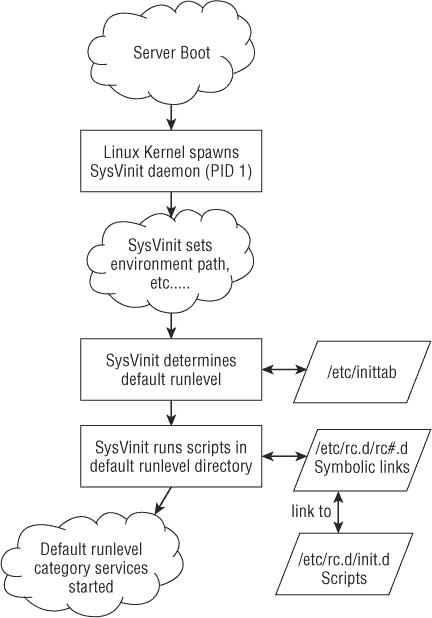 Server Boot
Linux Kernel spawns
SysVinit daemon (PID 1)
SysVinit sets
environment path,
etc.....
SysVinit determines
default runlevel
/etc/inittab
SysVinit runs scripts in
default runlevel directory
/etc/rc.d/rc#.d
Symbolic links
link to
Default runlevel
category services
started
/etc/rc.d/init.d
Scripts